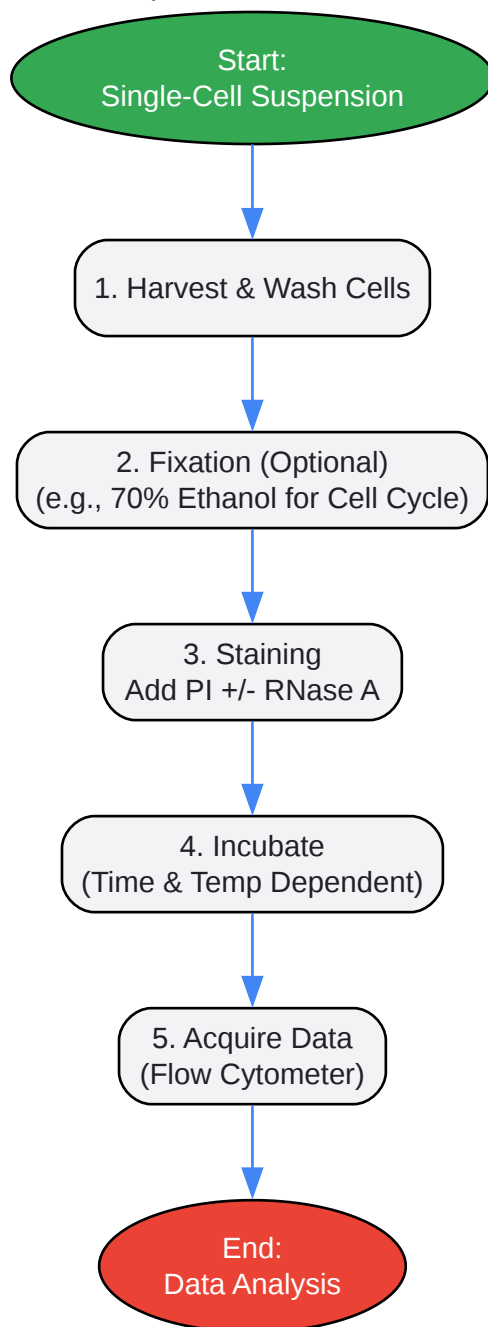 Start:
Single-Cell Suspension
1. Harvest & Wash Cells
2. Fixation (Optional)
(e.g., 70% Ethanol for Cell Cycle)
3. Staining
Add PI +/- RNase A
4. Incubate
(Time & Temp Dependent)
5. Acquire Data
(Flow Cytometer)
End:
Data Analysis